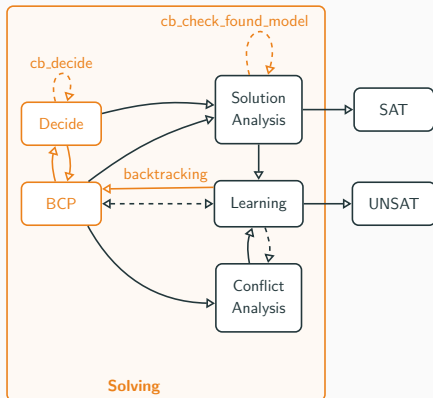 cb_check_found_model
cb_decide
Decide
Solution
Analysis
SAT
backtracking
BCP
Learning
UNSAT
Conflict
Analysis
Solving